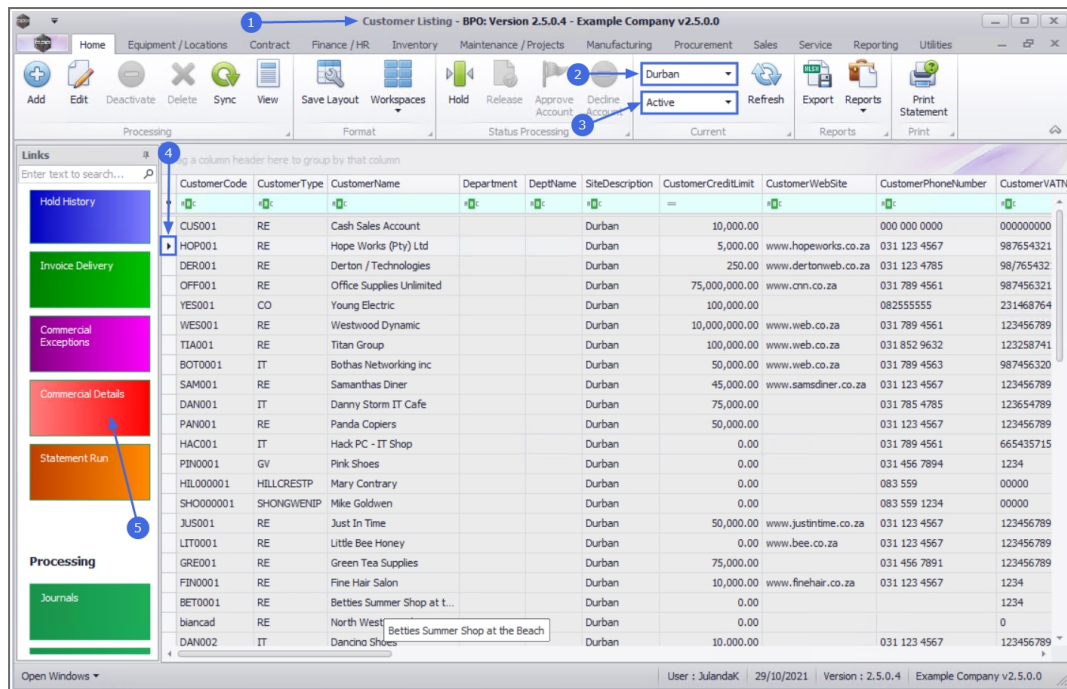 1
Customer Listing - BPO: Version 2.5.0.4 - Example Company v2.5.0.0
Home Equipment / Locations Contract Finance / HR Inventory Maintenance / Projects Manufacturing Procurement Sales Service Reporting Utilities
Add Edit Deactivate Delete Sync View Save Layout Workspaces Hold Release Approve Account Decline Account 2 Durban 3 Active Refresh Export Reports Print Statement
Processing Format Status Processing Current Reports Print
Links
Enter text to search...
4
a column header here to group by that column
CustomerCode CustomerType CustomerName Department DeptName SiteDescription CustomerCreditLimit CustomerWebSite CustomerPhoneNumber CustomerVATN
CUS001 RE Cash Sales Account Durban 10,000.00 000 000 0000 000000000
HOP001 RE Hope Works (Pty) Ltd Durban 5,000.00 www.hopeworks.co.za 031 123 4567 987654321
DER001 RE Derton / Technologies Durban 250.00 www.dertonweb.co.za 031 123 4785 98/765432
OFF001 RE Office Supplies Unlimited Durban 75,000,000.00 www.cnn.co.za 031 789 4561 987456321
YES001 CO Young Electric Durban 100,000.00 082555555 231468764
WES001 RE Westwood Dynamic Durban 10,000,000.00 www.web.co.za 031 789 4561 123456789
TIA001 RE Titan Group Durban 100,000.00 www.web.co.za 031 852 9632 123258741
BOT0001 IT Bothas Networking inc Durban 50,000.00 www.web.co.za 031 789 4563 987456320
SAM001 RE Samanthas Diner Durban 45,000.00 www.samsdiner.co.za 031 123 4567 123456789
DAN001 IT Danny Storm IT Cafe Durban 75,000.00 031 785 4785 123654789
PAN001 RE Panda Copiers Durban 50,000.00 031 123 4567 123456789
HAC001 IT Hack PC - IT Shop Durban 0.00 031 789 4561 665435715
PIN0001 GV Pink Shoes Durban 0.00 031 456 7894 1234
HIL000001 HILLCRESTP Mary Contrary Durban 0.00 083 559 00000
SHO000001 SHONGWENIP Mike Goldwen Durban 0.00 083 559 1234 00000
JUS001 RE Just In Time Durban 50,000.00 www.justintime.co.za 031 123 4567 123456789
LIT0001 RE Little Bee Honey Durban 0.00 www.bee.co.za 031 123 4567 123456789
GRE001 RE Green Tea Supplies Durban 75,000.00 031 456 7891 123456789
FIN0001 RE Fine Hair Salon Durban 10,000.00 www.finehair.co.za 031 123 4567 1234
BET0001 RE Betties Summer Shop at t... Durban 0.00 1234
biancad RE North West Durban 0.00 0
DAN002 IT Dancing Shoes Durban 10.000.00 031 123 4567 123456789
Betties Summer Shop at the Beach
Hold History
Invoice Delivery
Commercial Exceptions
Commercial Details
Statement Run
5
Processing
Journals
Open Windows
User : JulandaK 29/10/2021 Version : 2.5.0.4 Example Company v2.5.0.0